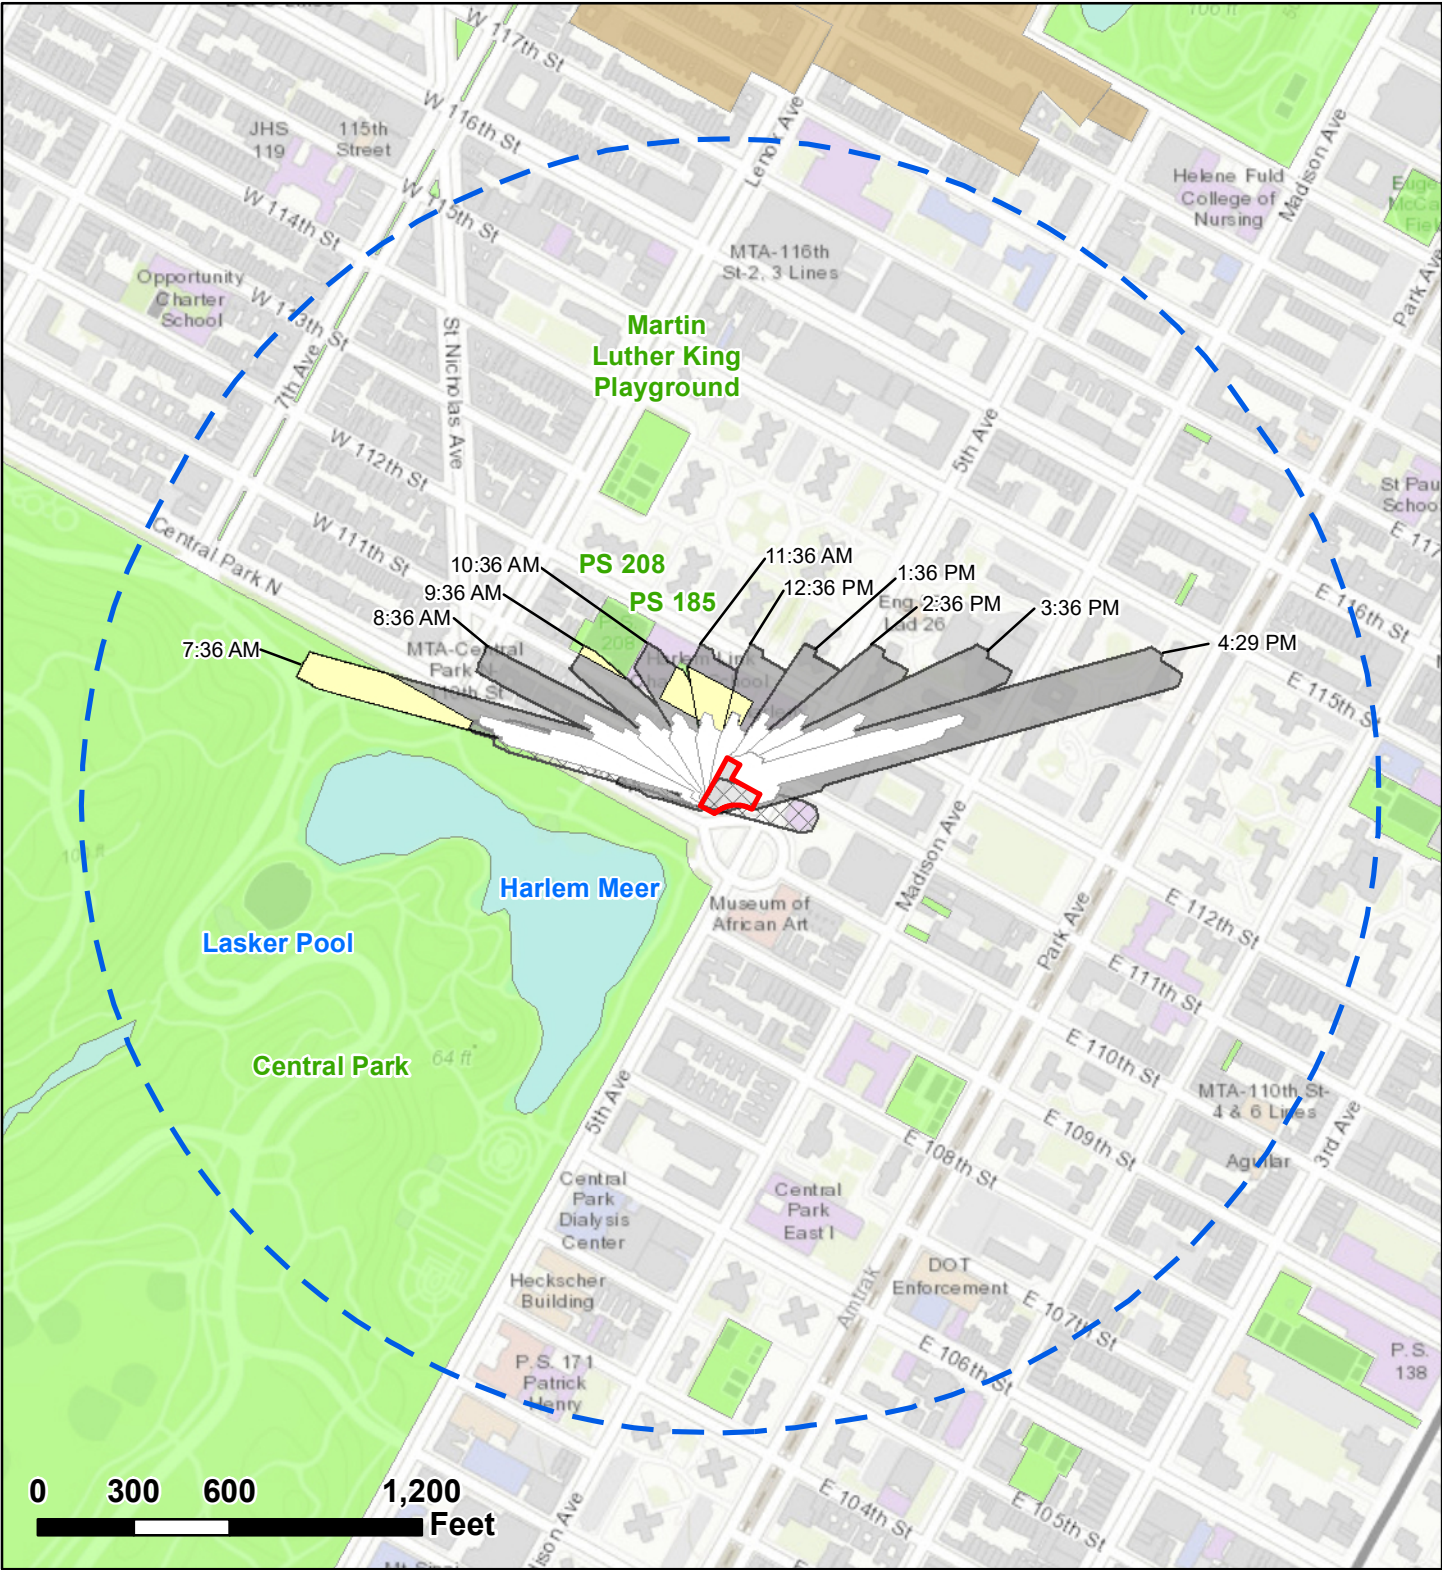 W 117th St
106 ft
W 116th St
Lenox Ave
JHS
119
115th
Street
Madison Ave
Helene Fuld
College of
Nursing
W 115th St
W 114th St
MTA-116th
St-2, 3 Lines
Park Ave
Opportunity
Charter
School
W 113th St
Martin
Luther King
Playground
7th Ave
St Nicholas Ave
5th Ave
W 112th St
St Pau
Schoo
W 111th St
Central Park N
E 117
10:36 AM
PS 208
11:36 AM
9:36 AM
12:36 PM
1:36 PM
PS 185
2:36 PM
3:36 PM
8:36 AM
Lad 26
E 116th St
7:36 AM
MTA-Central
4:29 PM
E 115th St
Harlem Meer
Madison Ave
Museum of
African Art
Lasker Pool
Park Ave
E 112th St
E 111th St
Central Park
64 ft
E 110th St
MTA-110th St-
4 & 6 Lines
5th Ave
E 109th St
3rd Ave
E 108th St
Aguilar
Central
Park
Dialysis
Center
Central
Park
East I
DOT
Enforcement
Heckscher
Building
Amtrak
E 107th St
E 106th St
P.S. 171
Patrick
Henry
P.S.
138
0 300 600 1,200
Feet
E 104th St
E 105th St